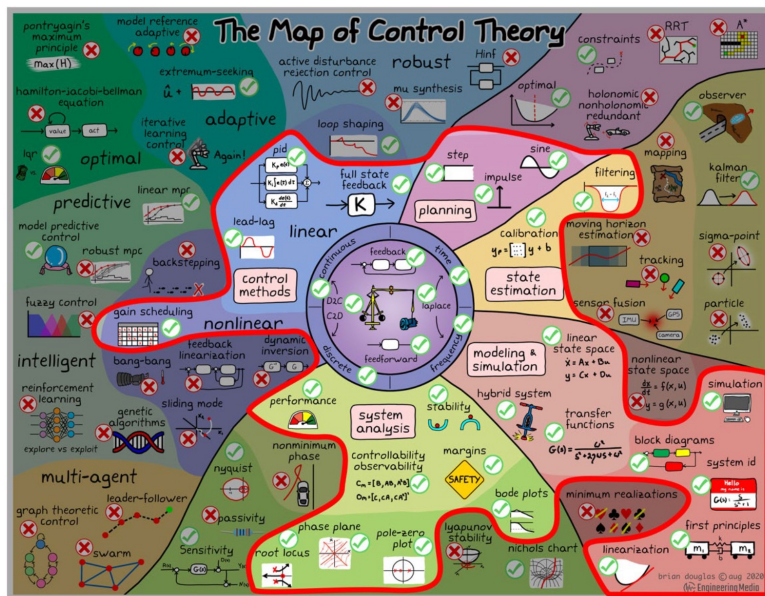 The Map of Control Theory
pontryagin's
maximum
principle
max(H)
model reference
adaptive
extremum-seeking
û +
adaptive
hamilton-jacobi-bellman
equation
value
act
iterative
learning
control
Again!
lqr
optimal
active disturbance
rejection control
robust
Hinf
mu synthesis
loop shaping
constraints
RRT
A*
optimal
holonomic
nonholonomic
redundant
observer
mapping
kalman
filter
sigma-point
particle
moving horizon
estimation
tracking
sensor fusion
IMU
GPS
camera
filtering
step
sine
impulse
planning
calibration
state
estimation
pid
full state
feedback
K
lead-lag
linear
control
methods
predictive
linear mpc
model predictive
control
robust mpc
backstepping
fuzzy control
gain scheduling
nonlinear
continuous
time
feedback
D2C
C2D
laplace
feedforward
discrete
frequency
intelligent
bang-bang
feedback
linearization
dynamic
inversion
reinforcement
learning
explore vs exploit
genetic
algorithms
sliding mode
multi-agent
graph theoretic
control
leader-follower
swarm
modeling &
simulation
linear
state space
ẋ = Ax + Bu
y = Cx + Du
nonlinear
state space
dx/dt = f(x, u)
y = g(x, u)
simulation
hybrid system
transfer
functions
block diagrams
system id
Hello
my name is
minimum realizations
first principles
m₁
k
b
m₂
linearization
performance
system
analysis
stability
nonminimum
phase
controllability
observability
margins
SAFETY
nyquist
passivity
Sensitivity
G(s)
phase plane
root locus
pole-zero
plot
bode plots
lyapunov
stability
nichols chart
brian douglas © aug 2020
Engineering Media